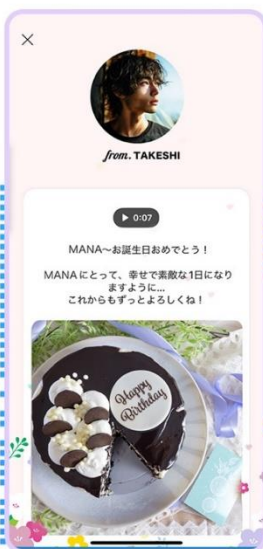 from. TAKESHI
0:07
MANA〜お誕生日おめでとう！
MANAにとって、幸せで素敵な1日になり
ますように...
これからもずっとよろしくね！
Happy
Birthday